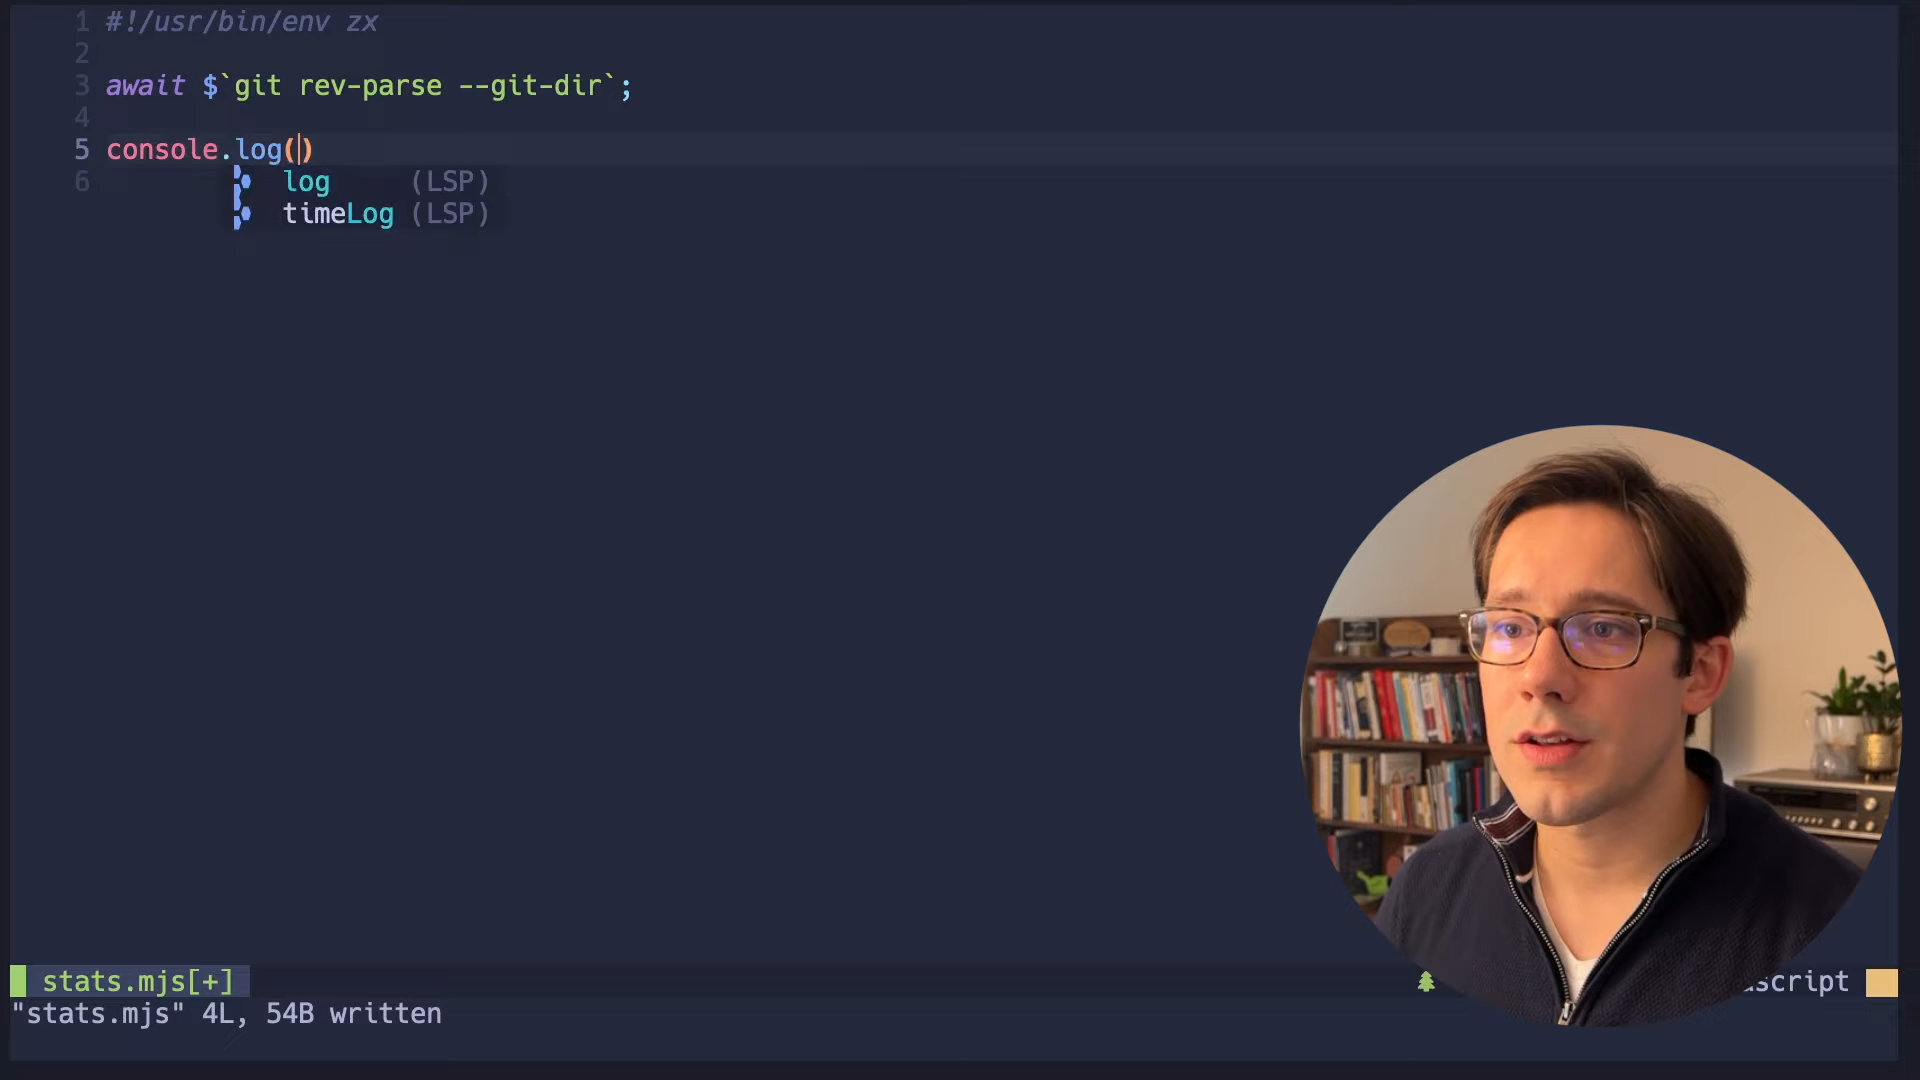 1 #!/usr/bin/env zx
2
3 await $`git rev-parse --git-dir`;
4
5 console.log()
6 log (LSP)
timeLog (LSP)
stats.mjs[+] script
"stats.mjs" 4L, 54B written